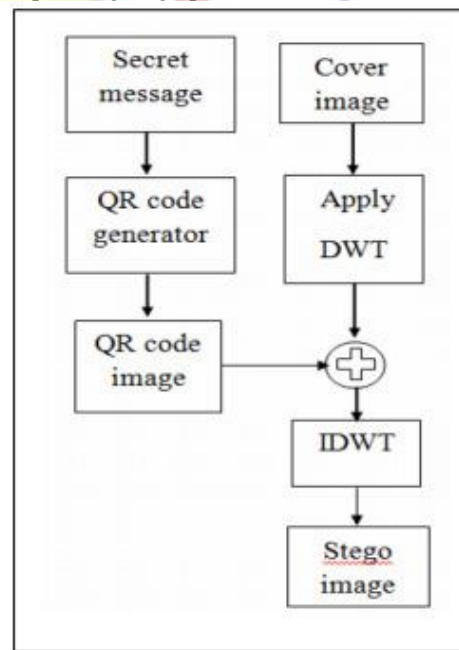 Secret
message
Cover
image
QR code
generator
Apply
DWT
QR code
image
IDWT
Stego
image